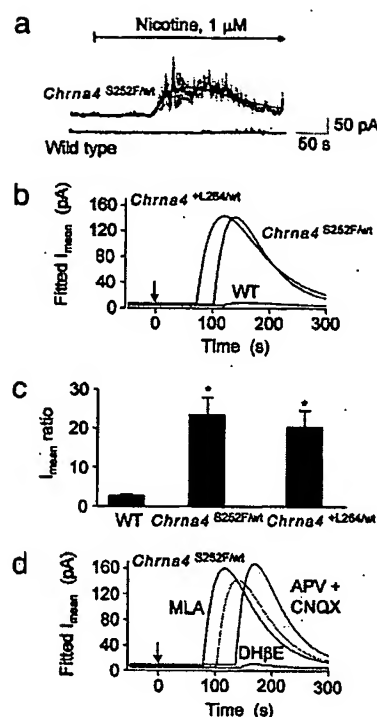 a
Nicotine, 1 μM
Chrna4 S252F/wt
Wild type
50 pA
50 s
b
Chrna4 +L264/wt
Chrna4 S252F/wt
WT
Fitted Imean (pA)
160
120
80
40
0
0 100 200 300
Time (s)
c
Imean ratio
30
20
10
0
* *
WT Chrna4 S252F/wt Chrna4 +L264/wt
d
Chrna4 S252F/wt
MLA
APV +
CNQX
DHβE
Fitted Imean (pA)
160
120
80
40
0
0 100 200 300
Time (s)